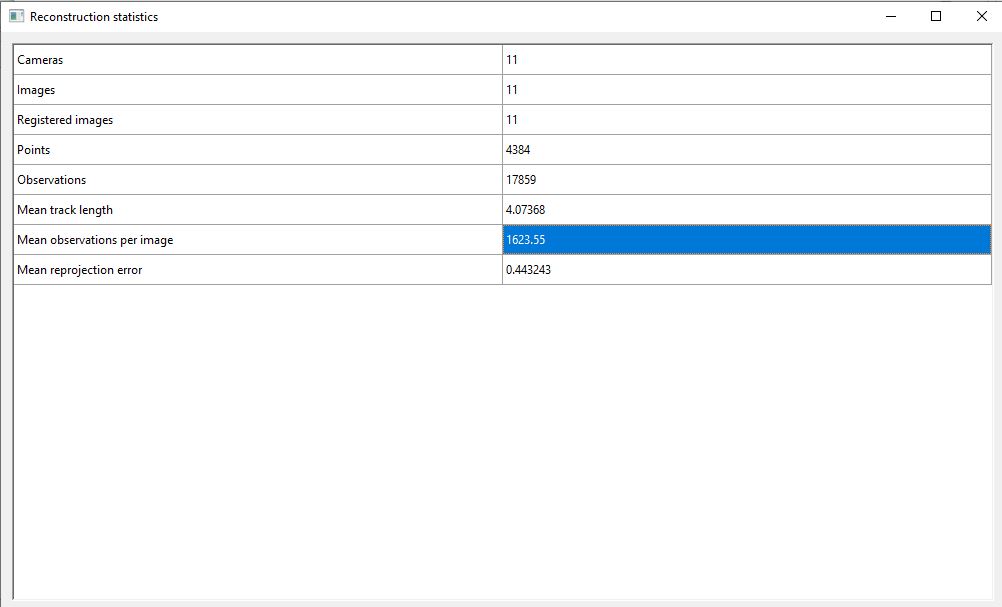 Reconstruction statistics
Cameras 11
Images 11
Registered images 11
Points 4384
Observations 17859
Mean track length 4.07368
Mean observations per image 1623.55
Mean reprojection error 0.443243